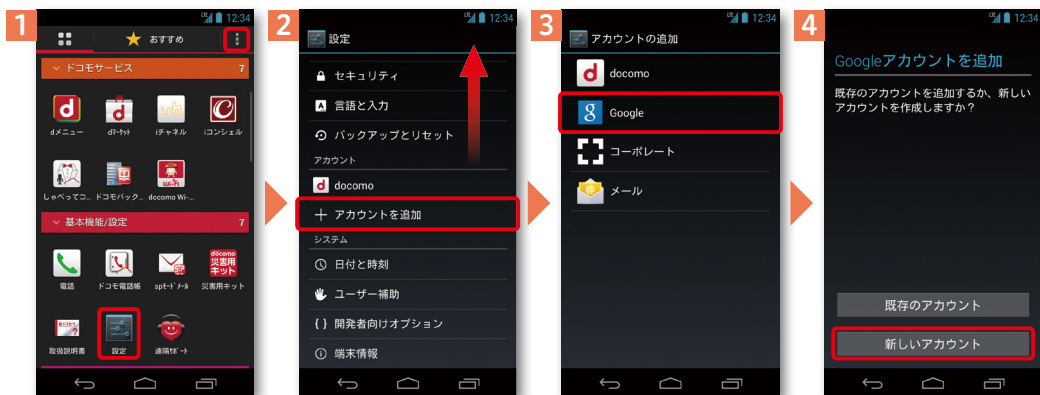 1
LTE 12:34
おすすめ
ドコモサービス 7
dメニュー dマーケット iチャネル iコンシェル
しゃべってコ... ドコモバック... docomo Wi-...
基本機能/設定 7
docomo
災害用
キット
電話 ドコモ電話帳 spモードメール 災害用キット
取扱説明書 設定 遠隔サポート
2
LTE 12:34
設定
セキュリティ
A 言語と入力
バックアップとリセット
アカウント
d docomo
+ アカウントを追加
システム
日付と時刻
ユーザー補助
{ } 開発者向けオプション
端末情報
3
LTE 12:34
アカウントの追加
d docomo
g Google
コーポレート
@ メール
4
LTE 12:34
Googleアカウントを追加
既存のアカウントを追加するか、新しい
アカウントを作成しますか？
既存のアカウント
新しいアカウント